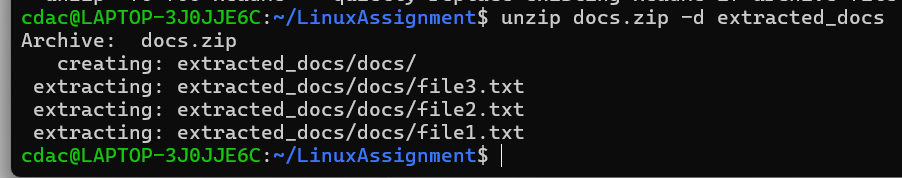 cdac@LAPTOP-3J0JJE6C:~/LinuxAssignment$ unzip docs.zip -d extracted_docs
Archive:  docs.zip
   creating: extracted_docs/docs/
 extracting: extracted_docs/docs/file3.txt
 extracting: extracted_docs/docs/file2.txt
 extracting: extracted_docs/docs/file1.txt
cdac@LAPTOP-3J0JJE6C:~/LinuxAssignment$